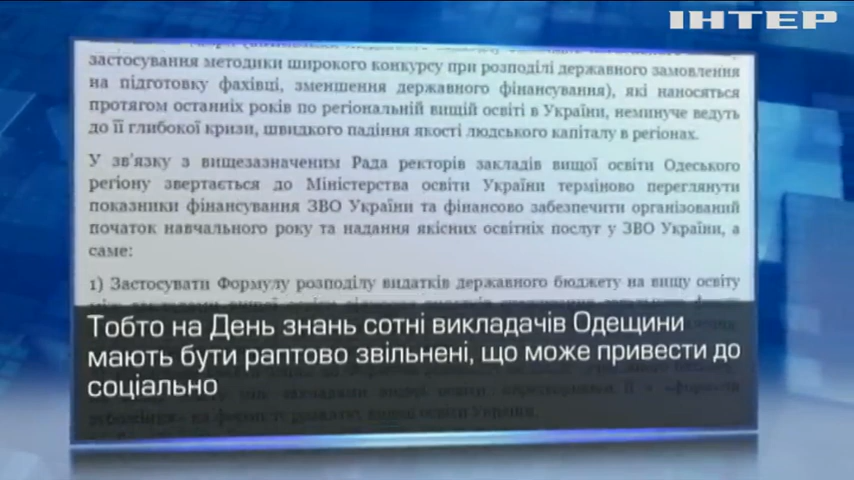 ІНТЕР
застосування методики широкого конкурсу при розподілі державного замовлення
на підготовку фахівці, зменшення державного фінансування), які наносяться
протягом останніх років по регіональній вищій освіті в Україні, неминуче ведуть
до її глибокої кризи, швидкого падіння якості людського капіталу в регіонах.
У зв'язку з вищезазначеним Рада ректорів закладів вищої освіти Одеського
регіону звертається до Міністерства освіти України терміново переглянути
показники фінансування ЗВО України та фінансово забезпечити організований
початок навчального року та надання якісних освітніх послуг у ЗВО України, а
саме:
1) Застосувати Формулу розподілу видатків державного бюджету на вищу освіту
Тобто на День знань сотні викладачів Одещини
мають бути раптово звільнені, що може привести до
соціально